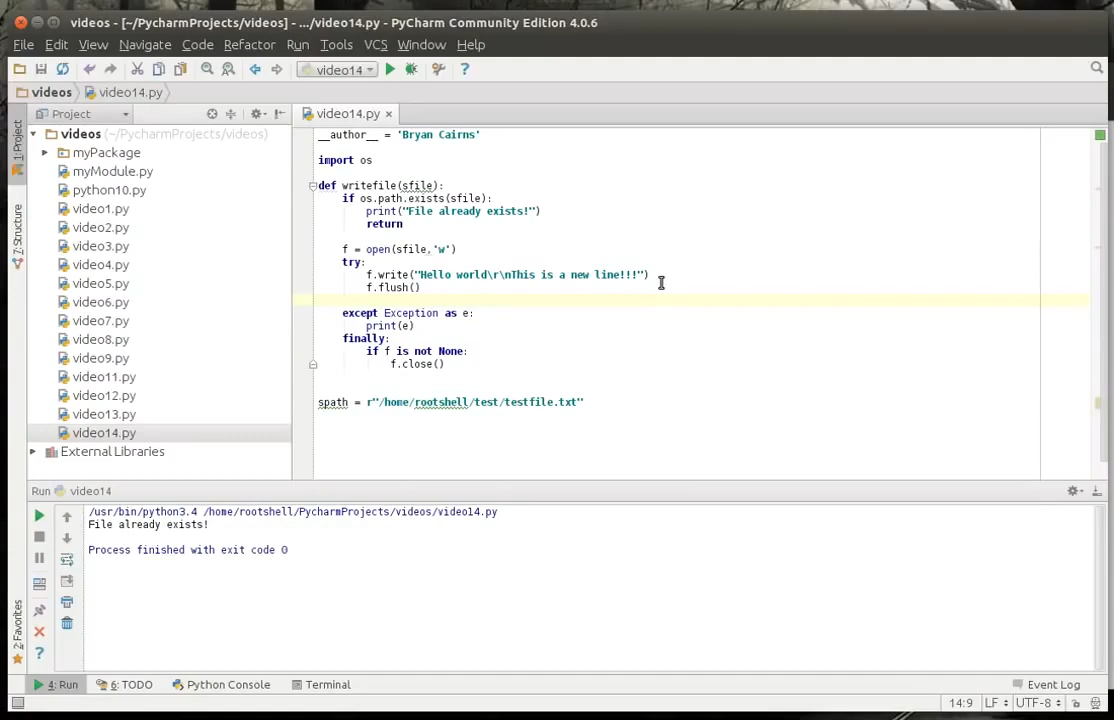 videos - [~/PycharmProjects/videos] - .../video14.py - PyCharm Community Edition 4.0.6
File Edit View Navigate Code Refactor Run Tools VCS Window Help
video14
videos video14.py
Project
video14.py
1: Project
7: Structure
2: Favorites
videos (~/PycharmProjects/videos)
myPackage
myModule.py
python10.py
video1.py
video2.py
video3.py
video4.py
video5.py
video6.py
video7.py
video8.py
video9.py
video11.py
video12.py
video13.py
video14.py
External Libraries
__author__ = 'Bryan Cairns'
import os
def writefile(sfile):
if os.path.exists(sfile):
print("File already exists!")
return
f = open(sfile,'w')
try:
f.write("Hello world\r\nThis is a new line!!!")
f.flush()
except Exception as e:
print(e)
finally:
if f is not None:
f.close()
spath = r"/home/rootshell/test/testfile.txt"
Run video14
/usr/bin/python3.4 /home/rootshell/PycharmProjects/videos/video14.py
File already exists!
Process finished with exit code 0
4: Run 6: TODO Python Console Terminal Event Log
14:9 LF UTF-8